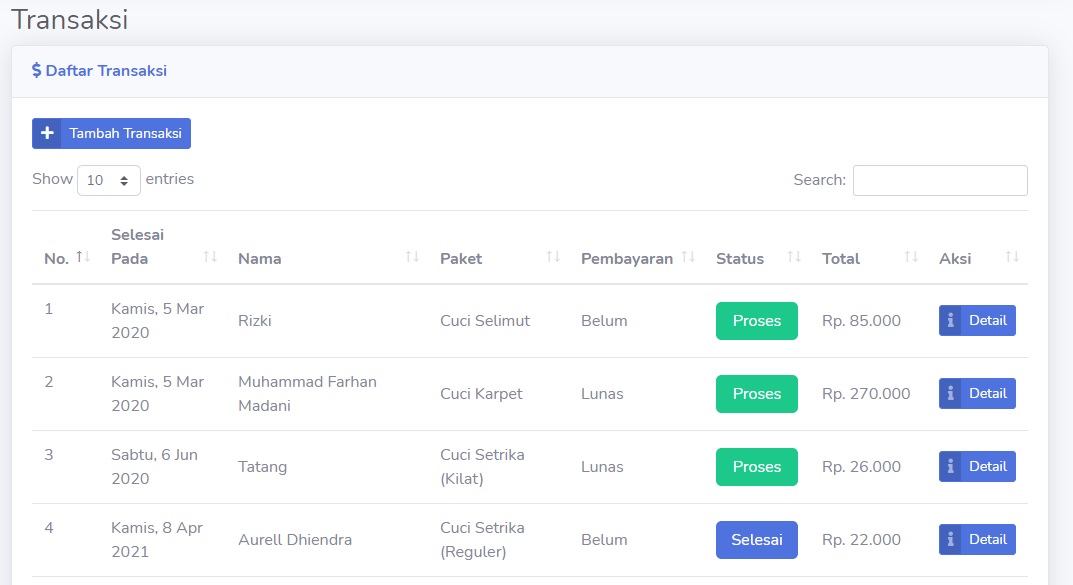 Transaksi
$ Daftar Transaksi
+ Tambah Transaksi
Show 10 entries Search:
No. Selesai Pada Nama Paket Pembayaran Status Total Aksi
1 Kamis, 5 Mar 2020 Rizki Cuci Selimut Belum Proses Rp. 85.000 i Detail
2 Kamis, 5 Mar 2020 Muhammad Farhan Madani Cuci Karpet Lunas Proses Rp. 270.000 i Detail
3 Sabtu, 6 Jun 2020 Tatang Cuci Setrika (Kilat) Lunas Proses Rp. 26.000 i Detail
4 Kamis, 8 Apr 2021 Aurell Dhiendra Cuci Setrika (Reguler) Belum Selesai Rp. 22.000 i Detail